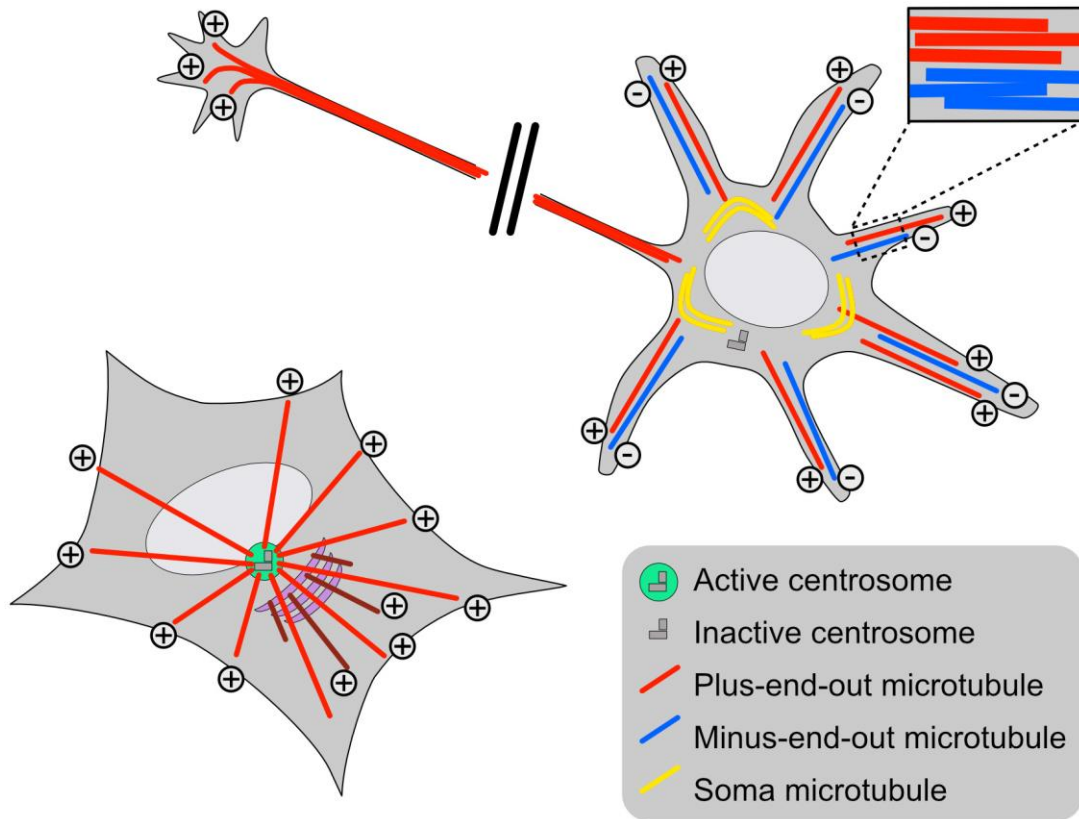 Active centrosome
Inactive centrosome
Plus-end-out microtubule
Minus-end-out microtubule
Soma microtubule